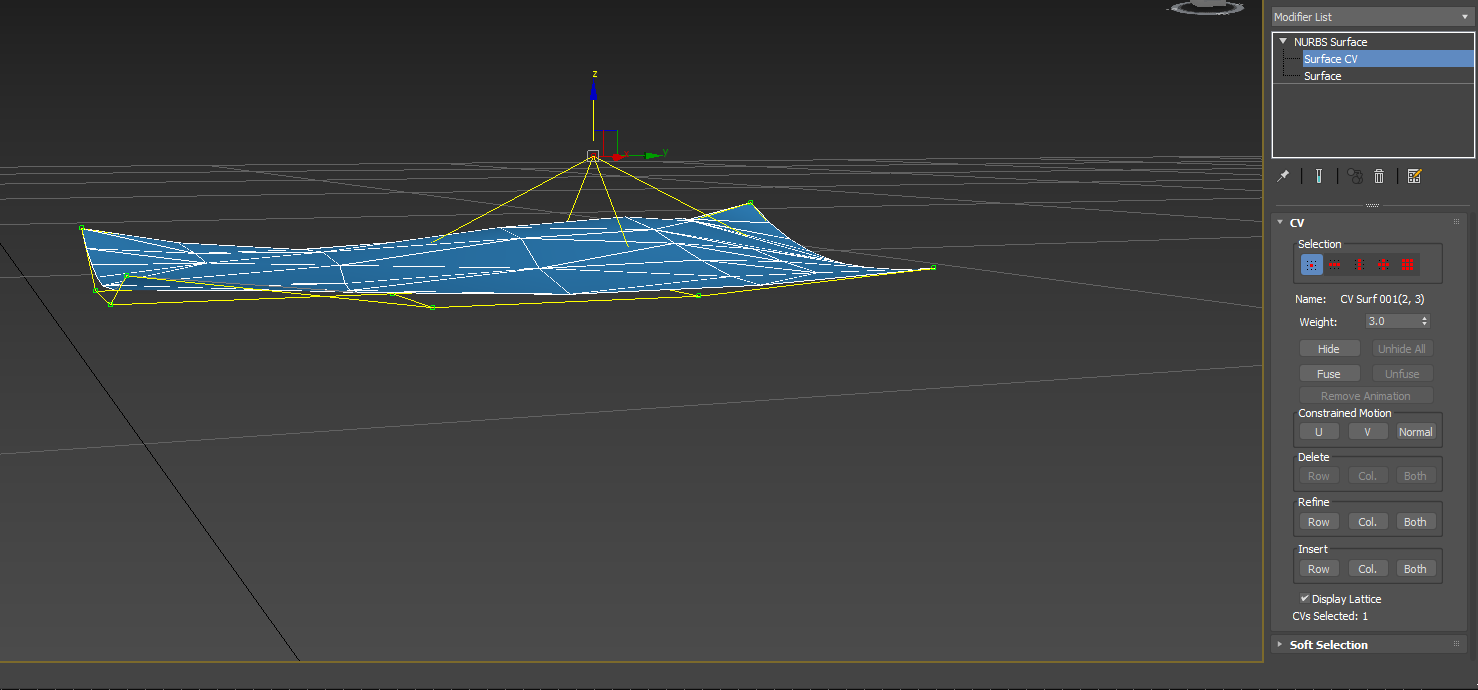 Modifier List
NURBS Surface
Surface CV
Surface
z
y
CV
Selection
Name: CV Surf 001(2, 3)
Weight: 3.0
Hide Unhide All
Fuse Unfuse
Remove Animation
Constrained Motion
U V Normal
Delete
Row Col. Both
Refine
Row Col. Both
Insert
Row Col. Both
Display Lattice
CVs Selected: 1
Soft Selection